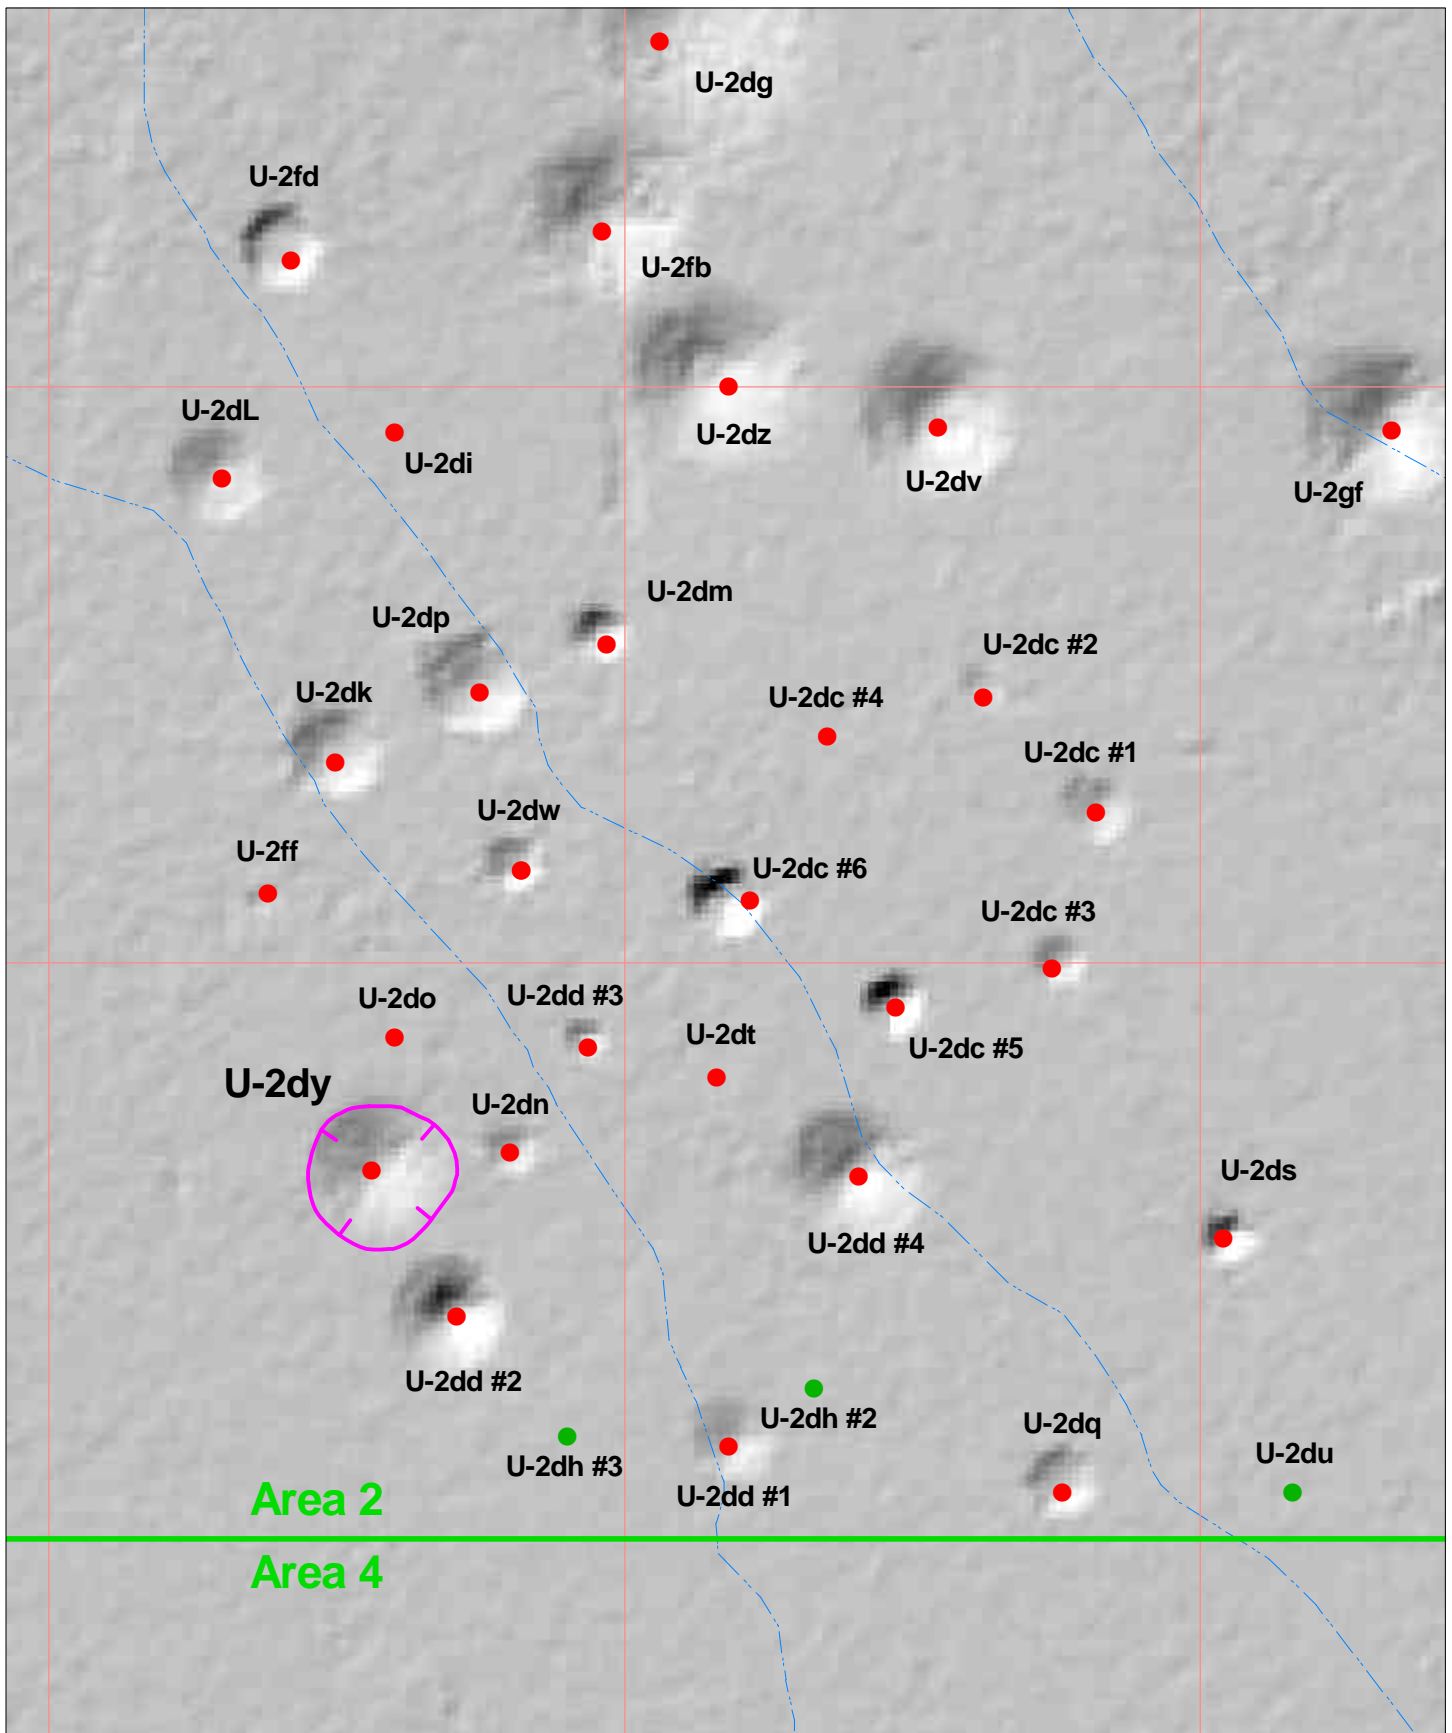 U-2dg
U-2fd
U-2fb
U-2dL
U-2di
U-2dz
U-2dv
U-2gf
U-2dm
U-2dp
U-2dc #2
U-2dk
U-2dc #4
U-2dc #1
U-2dw
U-2ff
U-2dc #6
U-2dc #3
U-2do
U-2dd #3
U-2dt
U-2dc #5
U-2dy
U-2dn
U-2ds
U-2dd #4
U-2dd #2
U-2dh #2
U-2dq
U-2du
U-2dh #3
U-2dd #1
Area 2
Area 4